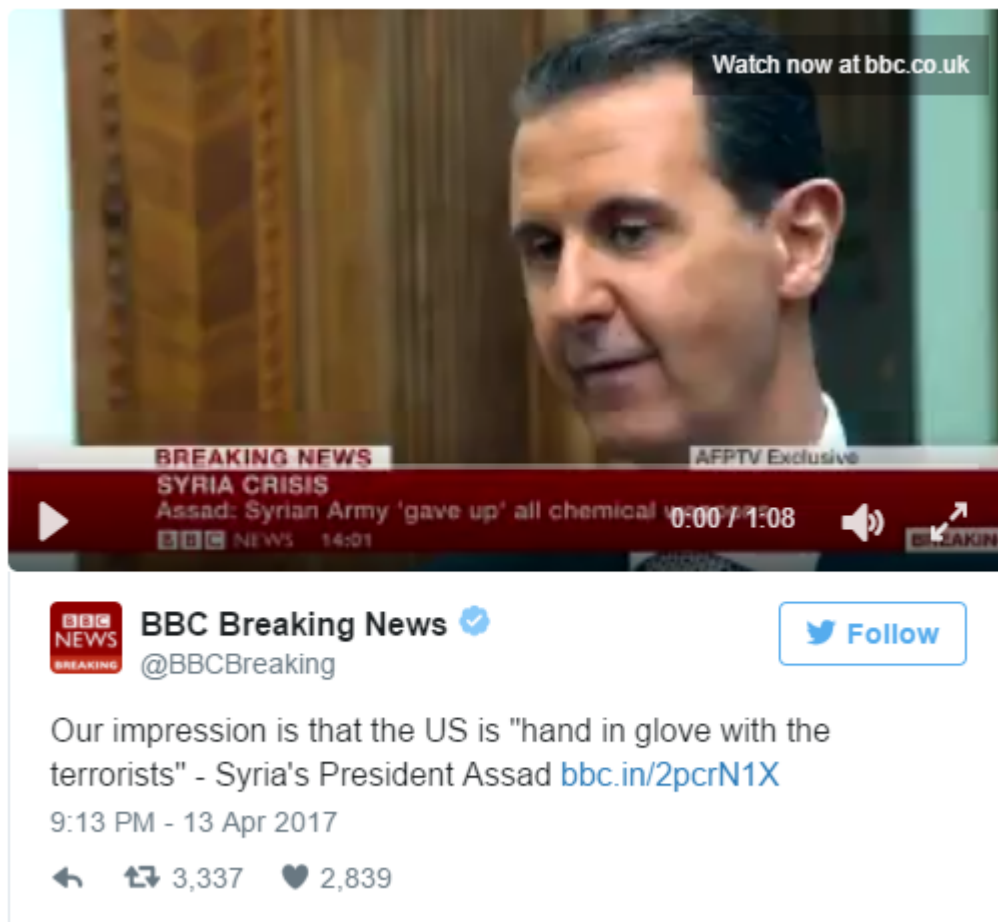 Watch now at bbc.co.uk
BREAKING NEWS
AFPTV Exclusive
SYRIA CRISIS
Assad: Syrian Army 'gave up' all chemical
0:00 / 1:08
BBC NEWS 14:01
BREAKIN
BBC
NEWS
BREAKING
BBC Breaking News
@BBCBreaking
Follow
Our impression is that the US is "hand in glove with the
terrorists" - Syria's President Assad bbc.in/2pcrN1X
9:13 PM - 13 Apr 2017
3,337 2,839